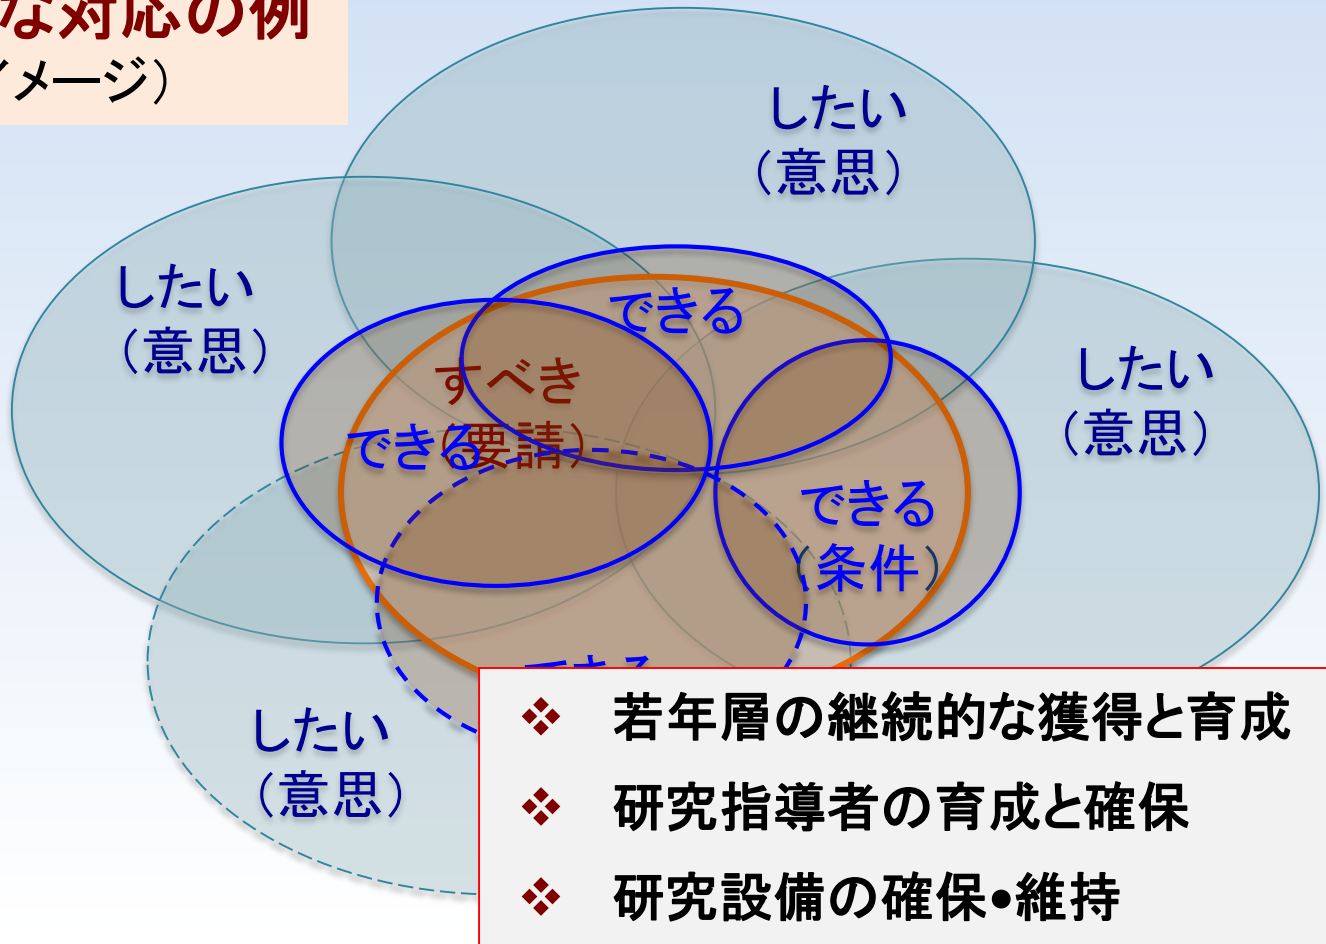 な対応の例
イメージ）
したい
（意思）
したい
（意思）
したい
（意思）
できる
すべき
（要請）
できる
できる
（条件）
できる
したい
（意思）
❖ 若年層の継続的な獲得と育成
❖ 研究指導者の育成と確保
❖ 研究設備の確保•維持